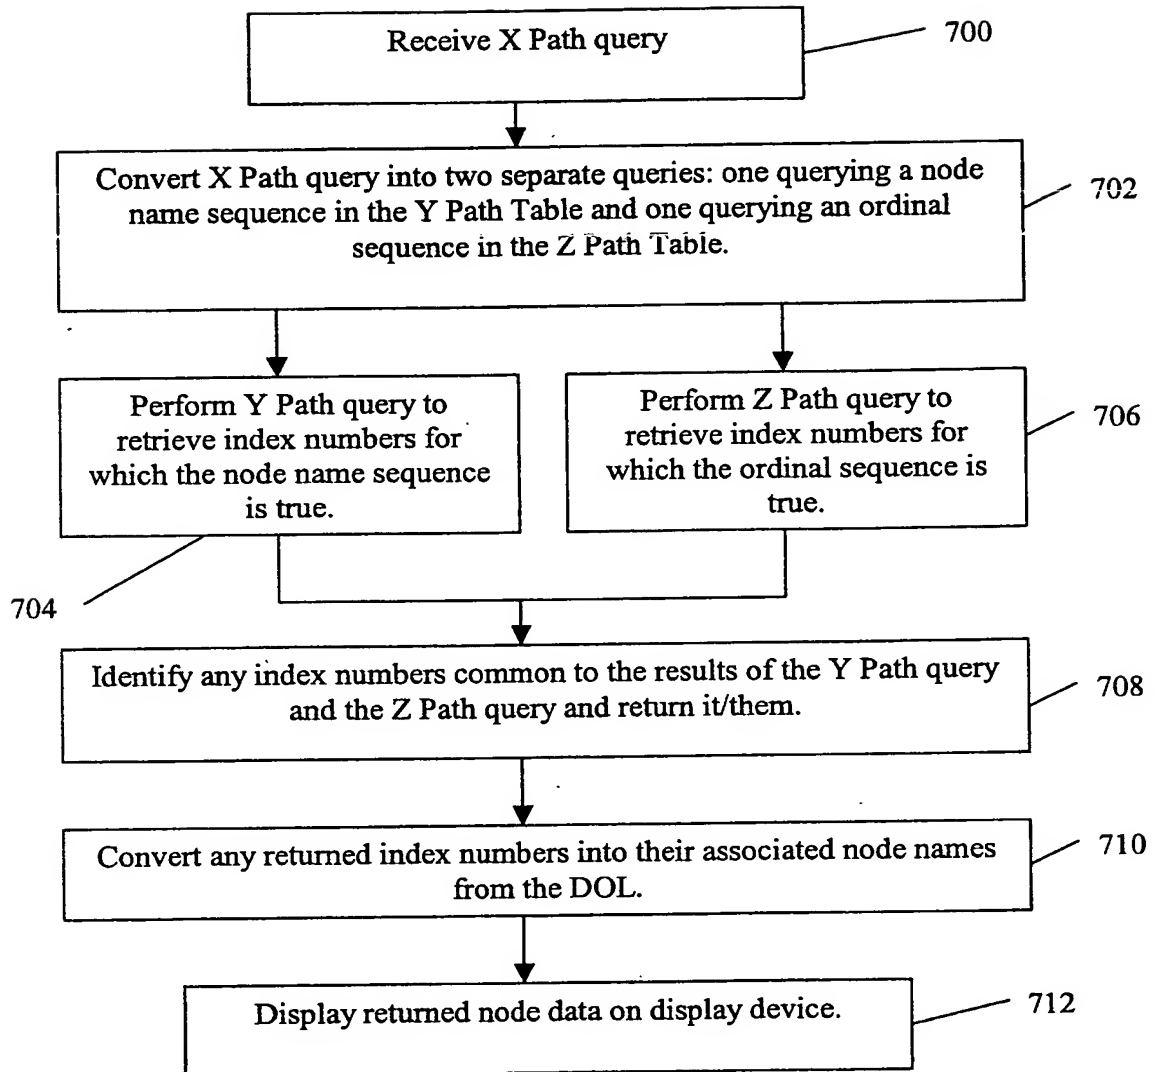 Receive X Path query
700
Convert X Path query into two separate queries: one querying a node
name sequence in the Y Path Table and one querying an ordinal
sequence in the Z Path Table.
702
Perform Y Path query to
retrieve index numbers for
which the node name sequence
is true.
704
Perform Z Path query to
retrieve index numbers for
which the ordinal sequence is
true.
706
Identify any index numbers common to the results of the Y Path query
and the Z Path query and return it/them.
708
Convert any returned index numbers into their associated node names
from the DOL.
710
Display returned node data on display device.
712